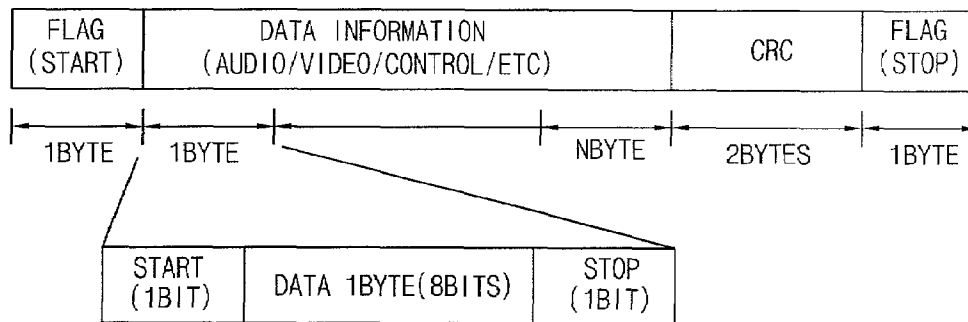 FLAG
(START)
DATA INFORMATION
(AUDIO/VIDEO/CONTROL/ETC)
CRC
FLAG
(STOP)
1BYTE
1BYTE
NBYTE
2BYTES
1BYTE
START
(1BIT)
DATA 1BYTE(8BITS)
STOP
(1BIT)